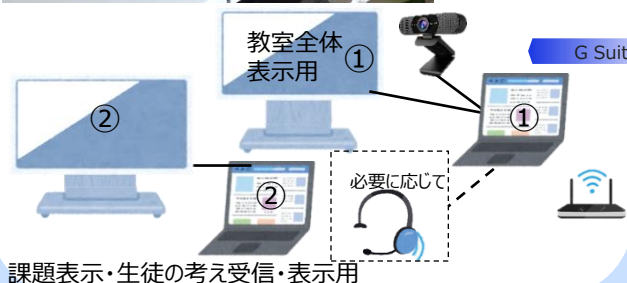 教室全体
表示用
①
G Suit
②
①
②
必要に応じて
課題表示・生徒の考え受信・表示用